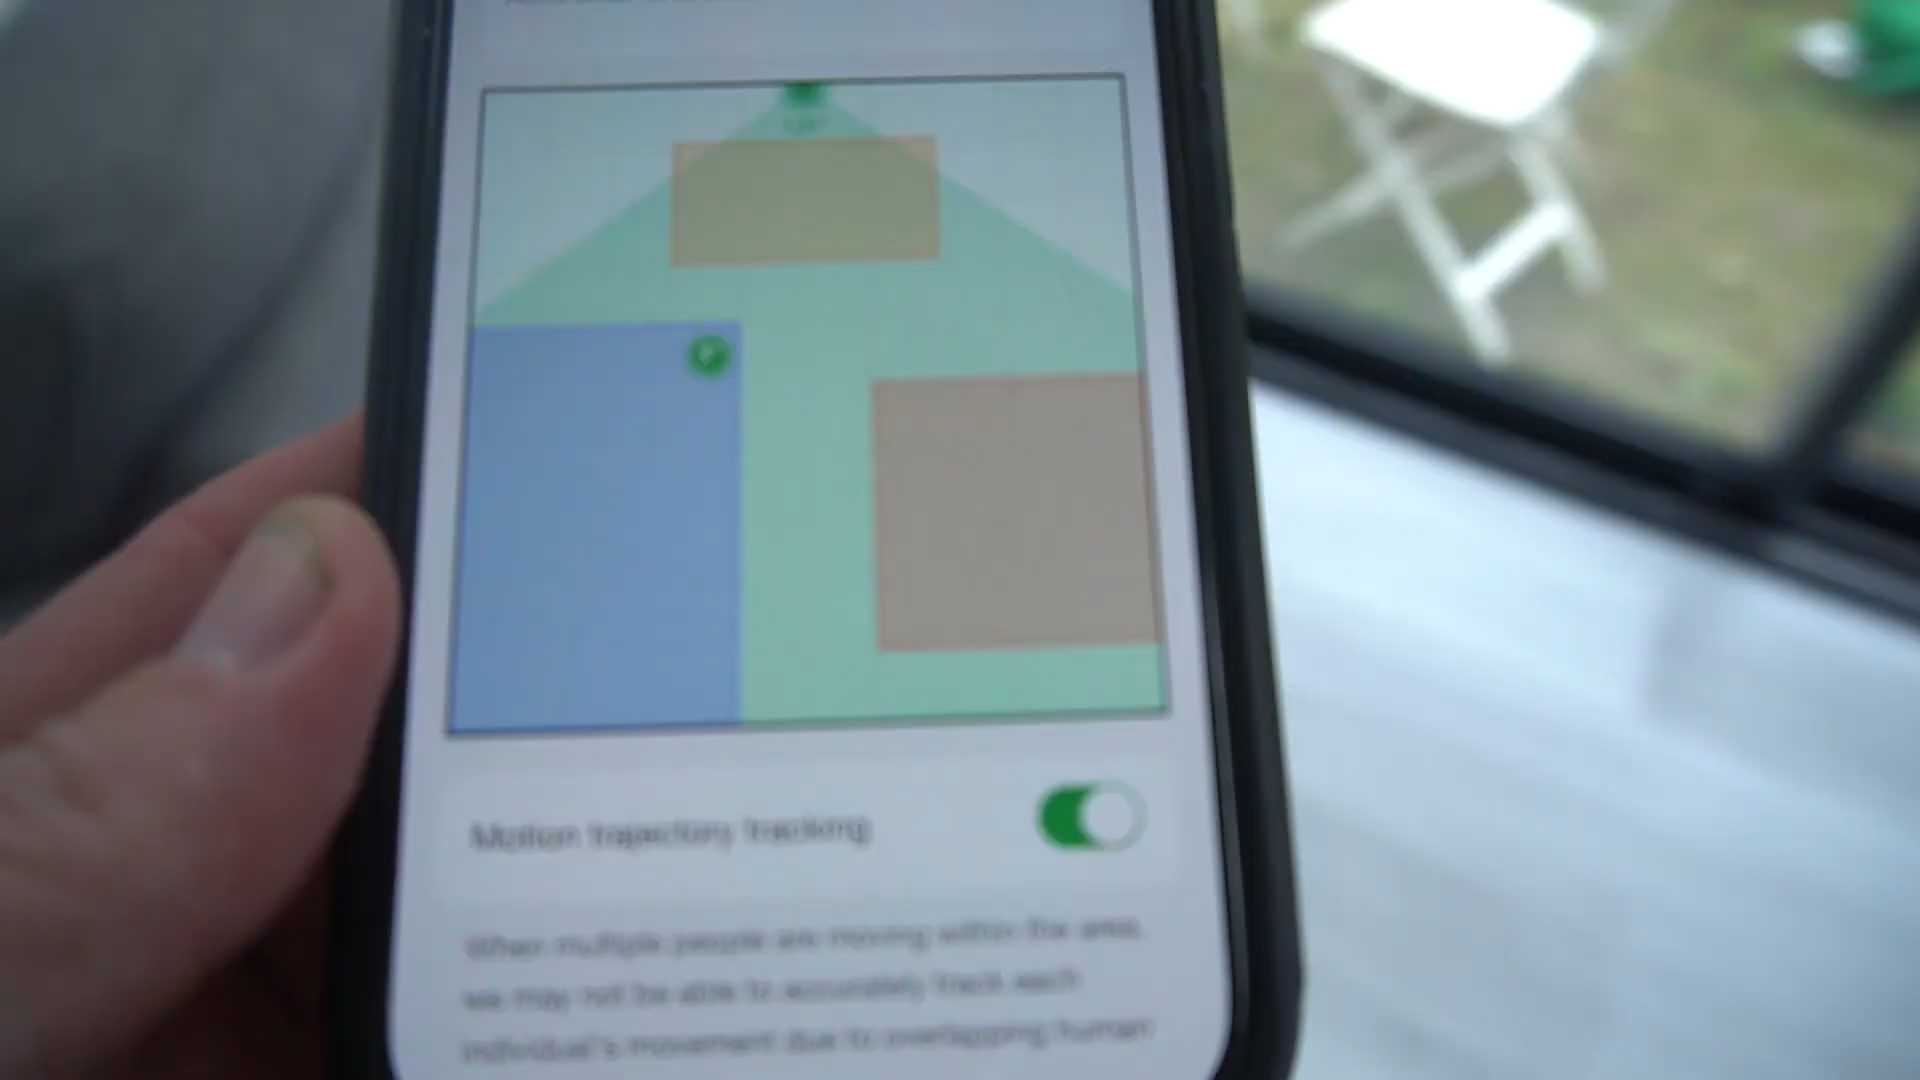 Motion trajectory tracking
When multiple people are moving within the area,
we may not be able to accurately track each
individual's movement due to overlapping human